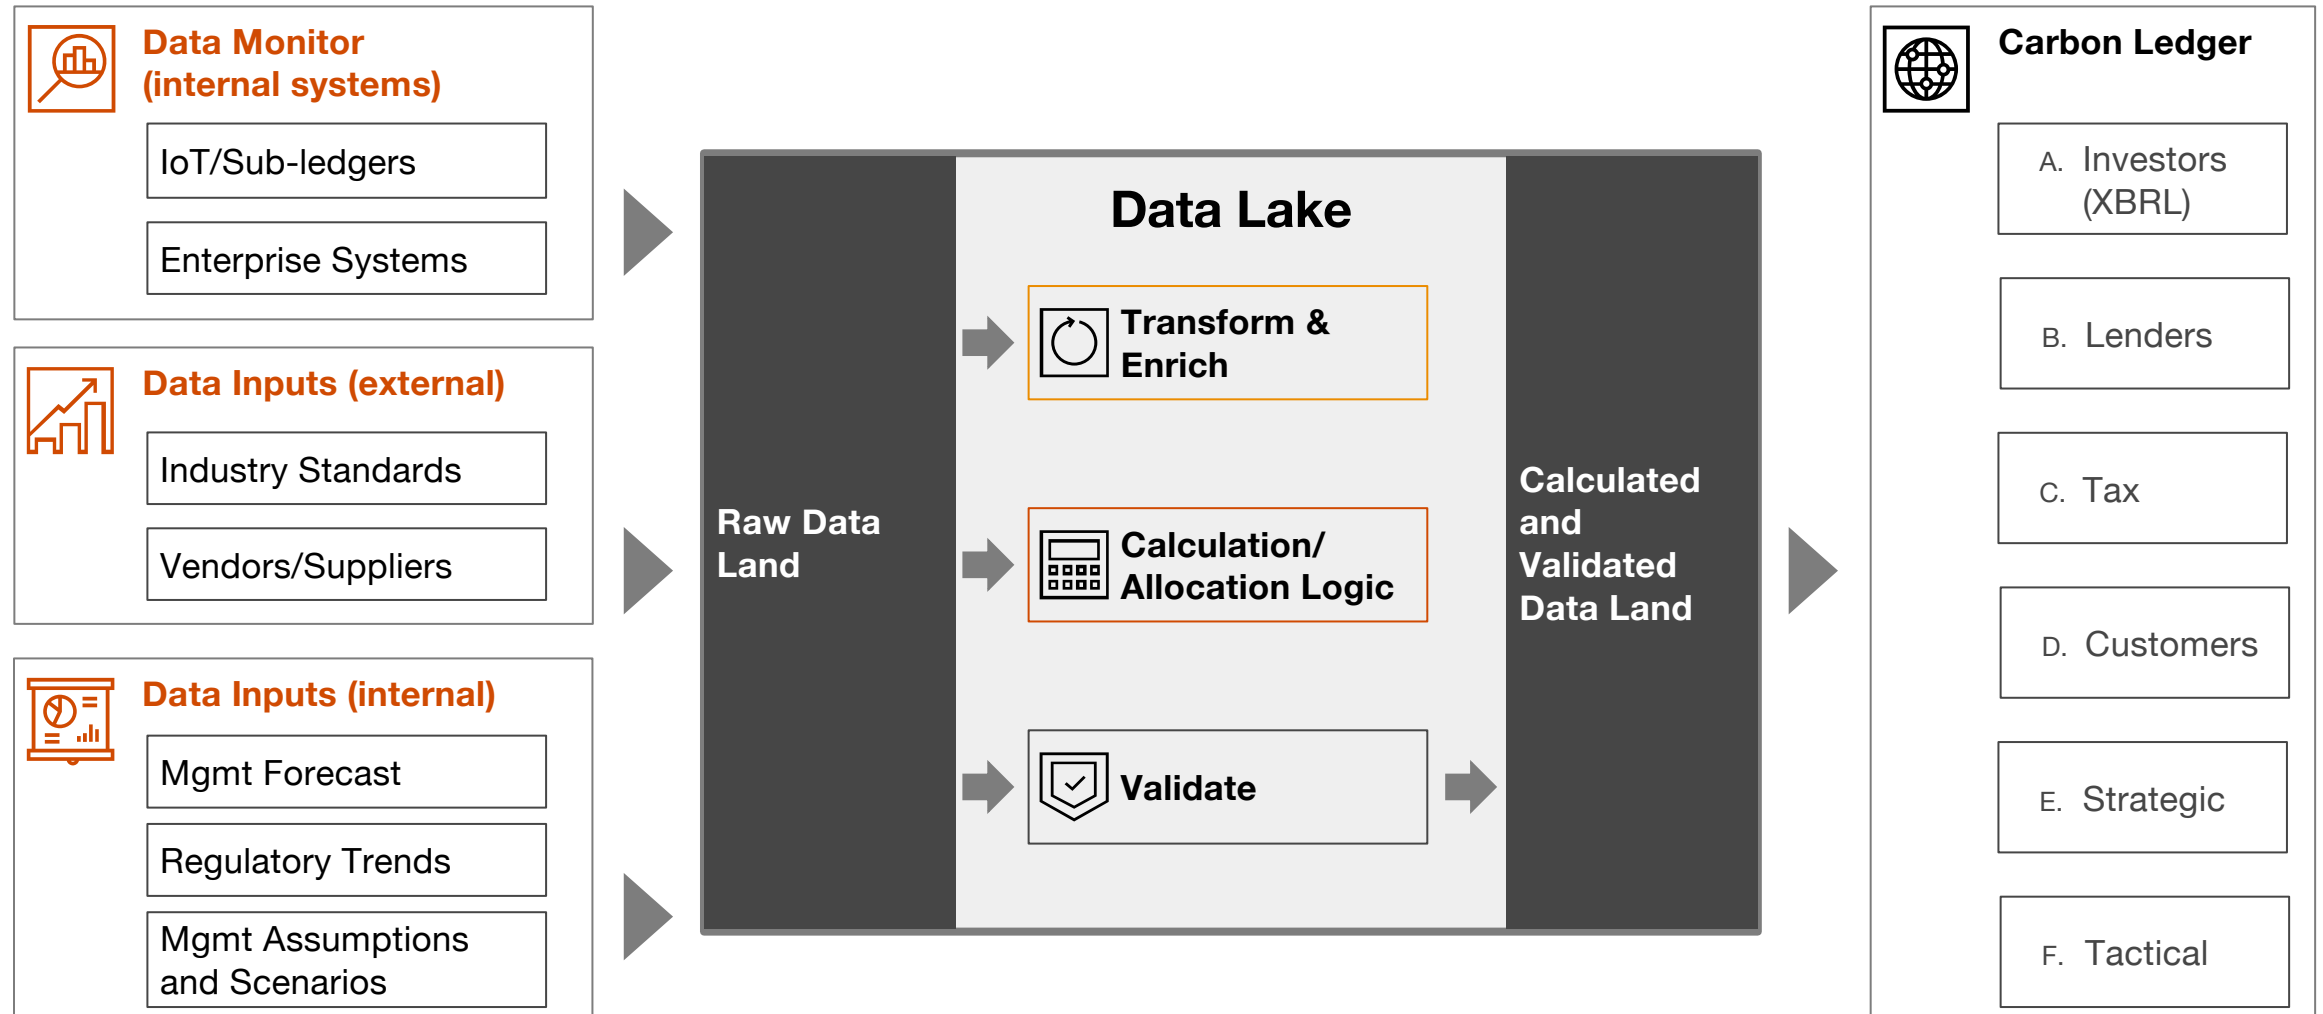 Data Monitor
(internal systems)
IoT/Sub-ledgers
Enterprise Systems
Data Inputs (external)
Industry Standards
Vendors/Suppliers
Data Inputs (internal)
Mgmt Forecast
Regulatory Trends
Mgmt Assumptions
and Scenarios
Raw Data
Land
Data Lake
Transform &
Enrich
Calculation/
Allocation Logic
Validate
Calculated
and
Validated
Data Land
Carbon Ledger
A. Investors
(XBRL)
B. Lenders
C. Tax
D. Customers
E. Strategic
F. Tactical